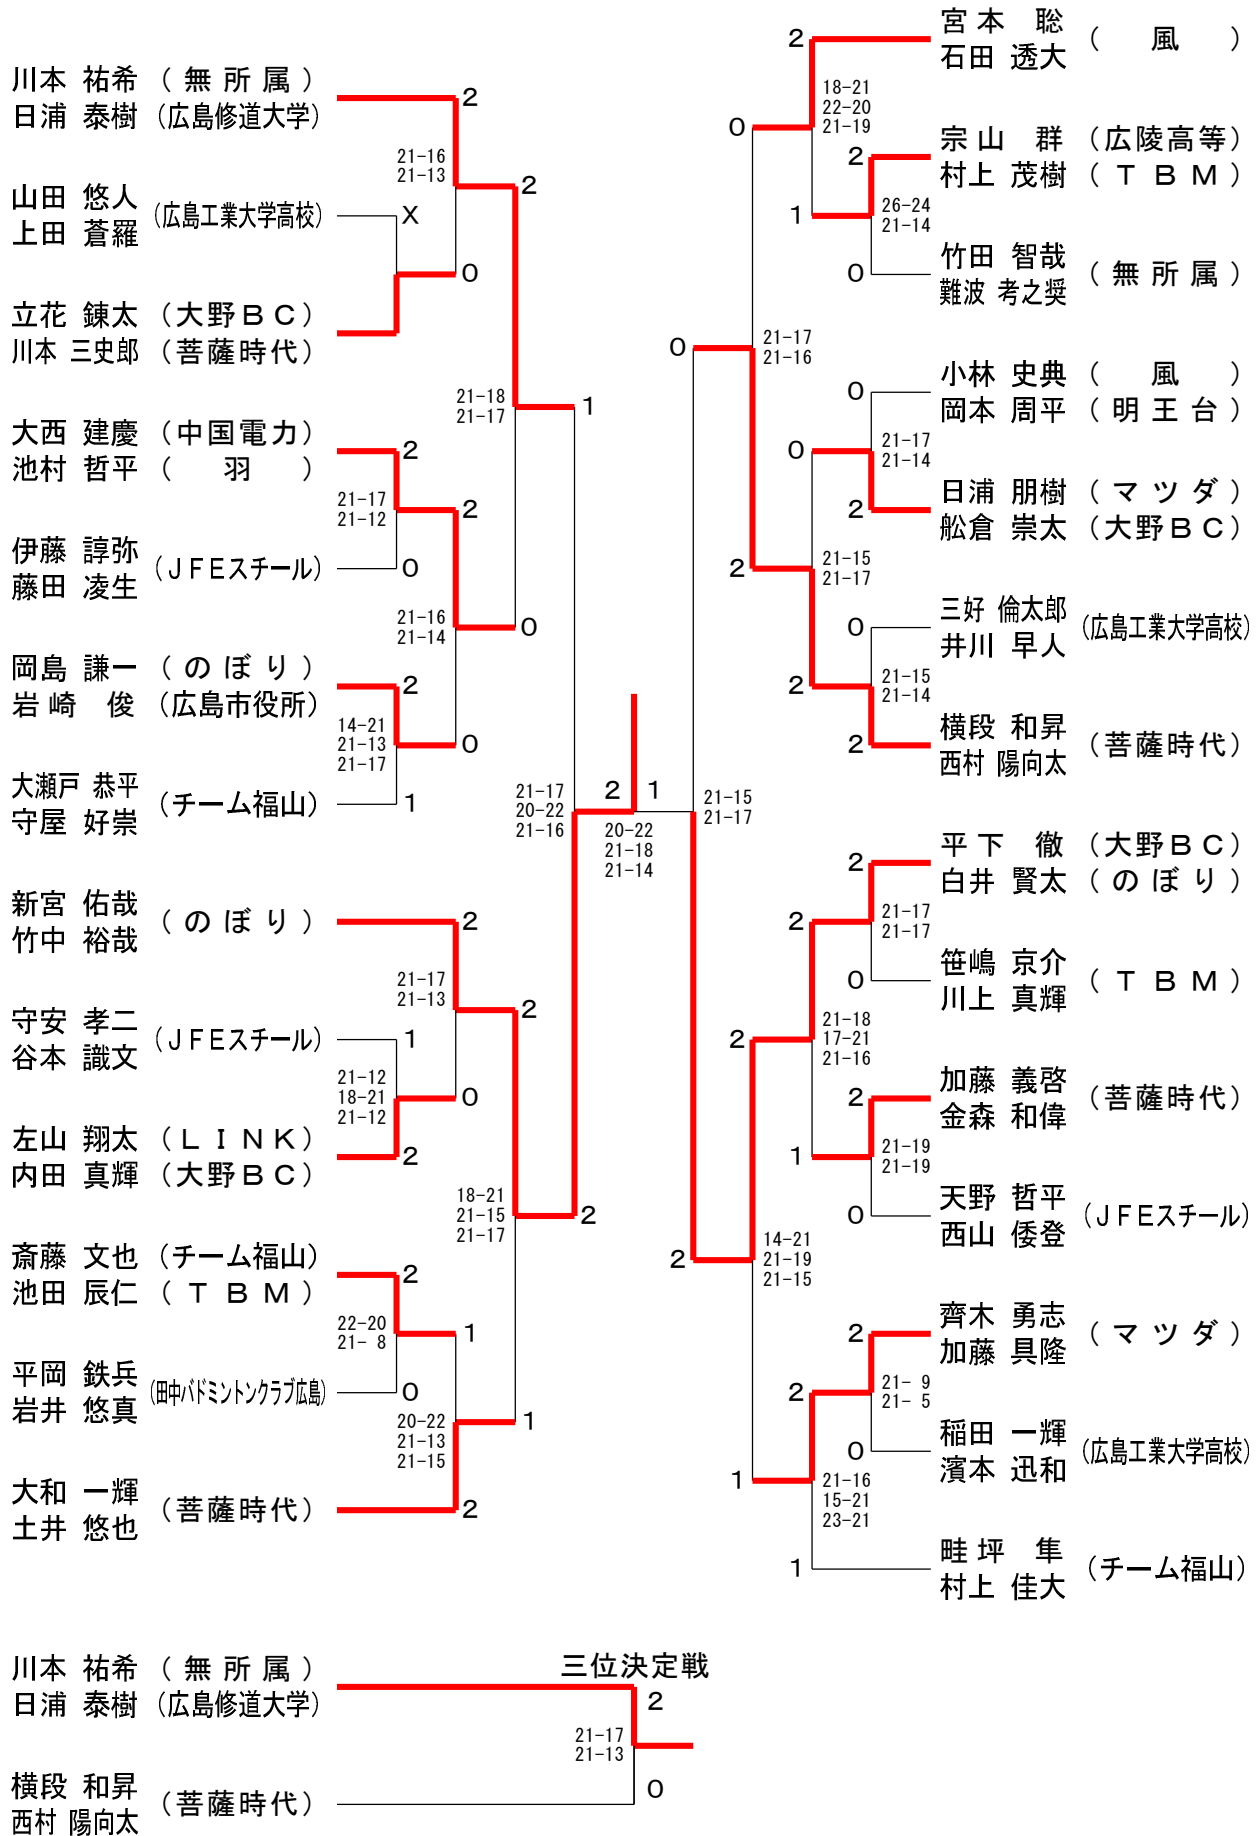 川本 祐希 (無所属)
日浦 泰樹 (広島修道大学)
2
21-16
21-13
2
山田 悠人
上田 蒼羅
(広島工業大学高校)
X
0
立花 錬太 (大野BC)
川本 三史郎 (菩薩時代)
21-18
21-17
1
大西 建慶 (中国電力)
池村 哲平 (羽)
2
21-17
21-12
2
伊藤 諄弥
藤田 凌生
(JFEスチール)
0
21-16
21-14
0
岡島 謙一 (のぼり)
岩崎 俊 (広島市役所)
2
14-21
21-13
21-17
0
大瀬戸 恭平
守屋 好崇
(チーム福山)
1
21-17
20-22
21-16
2
1
20-22
21-18
21-14
新宮 佑哉
竹中 裕哉
(のぼり)
2
21-17
21-13
2
守安 孝二
谷本 識文
(JFEスチール)
1
21-12
18-21
21-12
0
左山 翔太 (LINK)
内田 真輝 (大野BC)
2
18-21
21-15
21-17
2
斎藤 文也 (チーム福山)
池田 辰仁 (TBM)
2
22-20
21- 8
1
平岡 鉄兵
岩井 悠真
(田中バドミントンクラブ広島)
0
20-22
21-13
21-15
1
大和 一輝
土井 悠也
(菩薩時代)
2
宮本 聡
石田 透大
(風)
2
18-21
22-20
21-19
0
宗山 群 (広陵高等)
村上 茂樹 (TBM)
2
1
26-24
21-14
竹田 智哉
難波 考之奨
(無所属)
0
21-17
21-16
0
小林 史典 (風)
岡本 周平 (明王台)
0
0
21-17
21-14
日浦 朋樹 (マツダ)
舩倉 崇太 (大野BC)
2
2
21-15
21-17
三好 倫太郎
井川 早人
(広島工業大学高校)
0
2
21-15
21-14
横段 和昇
西村 陽向太
(菩薩時代)
2
21-15
21-17
平下 徹 (大野BC)
白井 賢太 (のぼり)
2
2
21-17
21-17
笹嶋 京介
川上 真輝
(TBM)
0
2
21-18
17-21
21-16
加藤 義啓
金森 和偉
(菩薩時代)
2
1
21-19
21-19
天野 哲平
西山 倭登
(JFEスチール)
0
2
14-21
21-19
21-15
齊木 勇志
加藤 具隆
(マツダ)
2
2
21- 9
21- 5
稲田 一輝
濱本 迅和
(広島工業大学高校)
0
1
21-16
15-21
23-21
畦坪 隼
村上 佳大
(チーム福山)
1
三位決定戦
川本 祐希 (無所属)
日浦 泰樹 (広島修道大学)
2
21-17
21-13
横段 和昇
西村 陽向太
(菩薩時代)
0